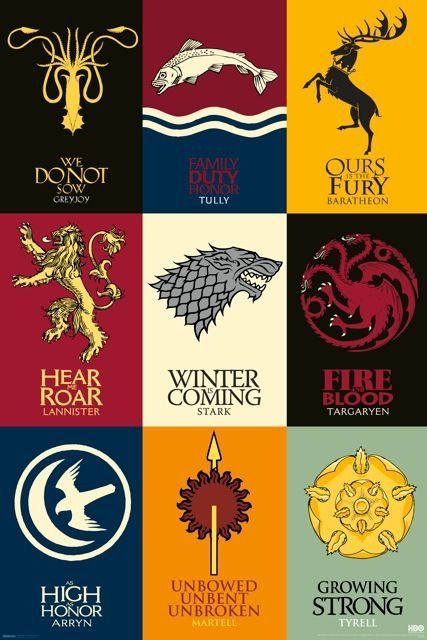 WE
DO NOT
SOW
GREYJOY
FAMILY
DUTY
HONOR
TULLY
OURS
IS THE
FURY
BARATHEON
HEAR
ME
ROAR
LANNISTER
WINTER
IS
COMING
STARK
FIRE
AND
BLOOD
TARGARYEN
AS
HIGH
AS
HONOR
ARRYN
UNBOWED
UNBENT
UNBROKEN
MARTELL
GROWING
STRONG
TYRELL
HBO